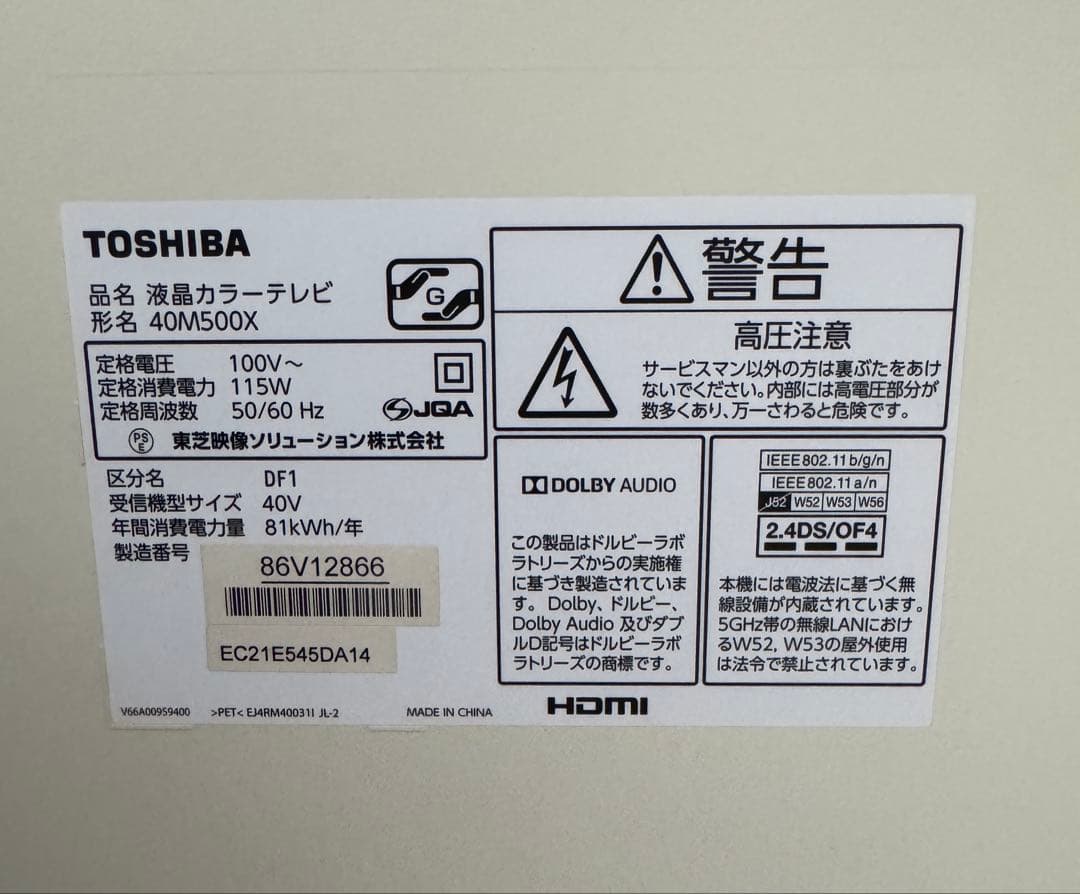 TOSHIBA
品名 液晶カラーテレビ
形名 40M500X
G
定格電圧 100V～
定格消費電力 115W
定格周波数 50/60 Hz
JQA
PS
E
東芝映像ソリューション株式会社
区分名 DF1
受信機型サイズ 40V
年間消費電力量 81kWh/年
製造番号
86V12866
EC21E545DA14
V66A00959400 >PET< EJ4RM40031I JL-2 MADE IN CHINA
警告
高圧注意
サービスマン以外の方は裏ぶたをあけ
ないでください。内部には高電圧部分が
数多くあり、万一さわると危険です。
DOLBY AUDIO
この製品はドルビーラボ
ラトリーズからの実施権
に基づき製造されていま
す。Dolby、ドルビー、
Dolby Audio 及びダブ
ルD記号はドルビーラボ
ラトリーズの商標です。
HDMI
IEEE802.11b/g/n
IEEE802.11a/n
J52 W52 W53 W56
2.4DS/OF4
本機には電波法に基づく無
線設備が内蔵されています。
5GHz帯の無線LANにおけ
るW52, W53の屋外使用
は法令で禁止されています。